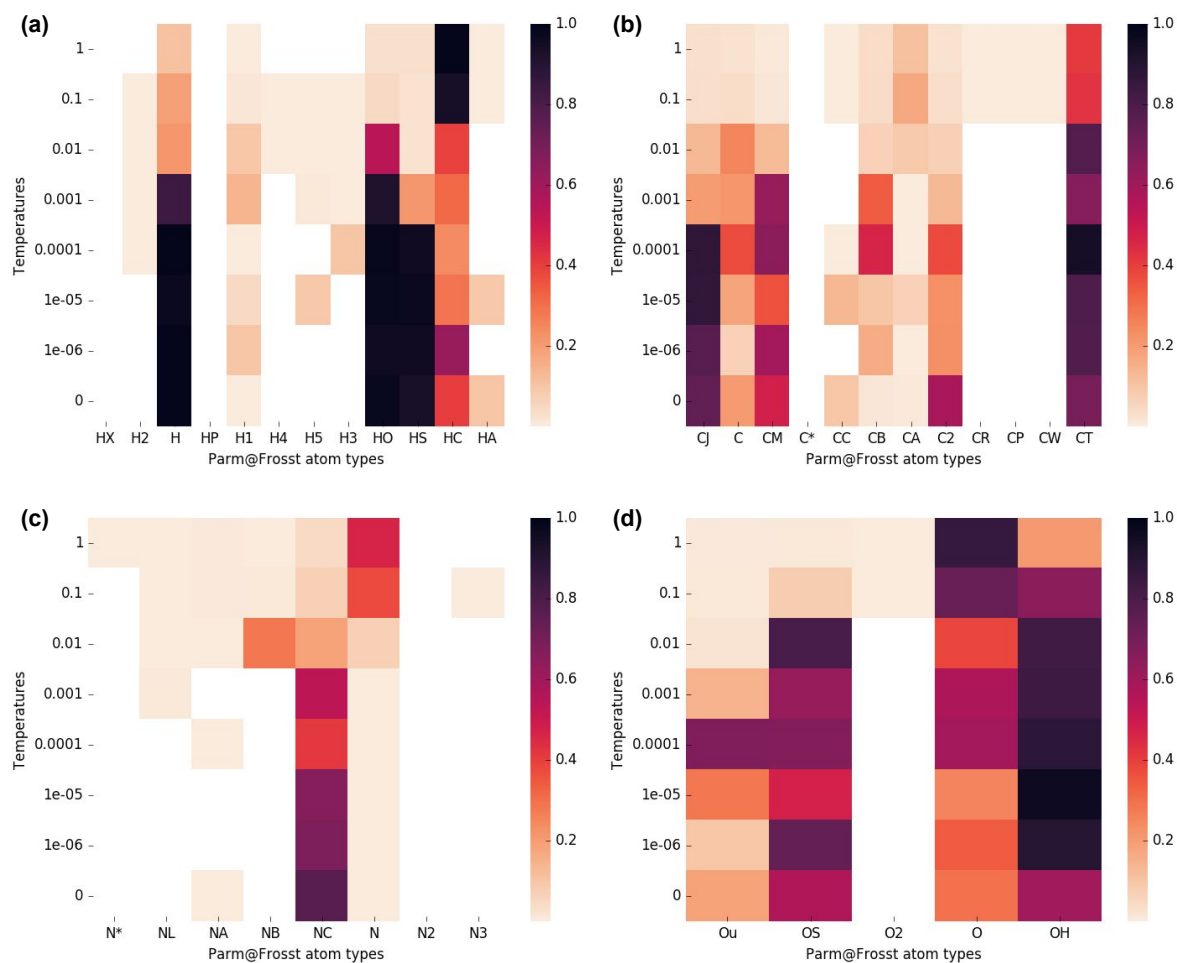 (a)
1.0
0.8
0.6
0.4
0.2
Temperatures
1
0.1
0.01
0.001
0.0001
1e-05
1e-06
0
HX H2 H HP H1 H4 H5 H3 HO HS HC HA
Parm@Frosst atom types
(b)
1.0
0.8
0.6
0.4
0.2
Temperatures
1
0.1
0.01
0.001
0.0001
1e-05
1e-06
0
CJ C CM C* CC CB CA C2 CR CP CW CT
Parm@Frosst atom types
(c)
1.0
0.8
0.6
0.4
0.2
Temperatures
1
0.1
0.01
0.001
0.0001
1e-05
1e-06
0
N* NL NA NB NC N N2 N3
Parm@Frosst atom types
(d)
1.0
0.8
0.6
0.4
0.2
Temperatures
1
0.1
0.01
0.001
0.0001
1e-05
1e-06
0
Ou OS O2 O OH
Parm@Frosst atom types